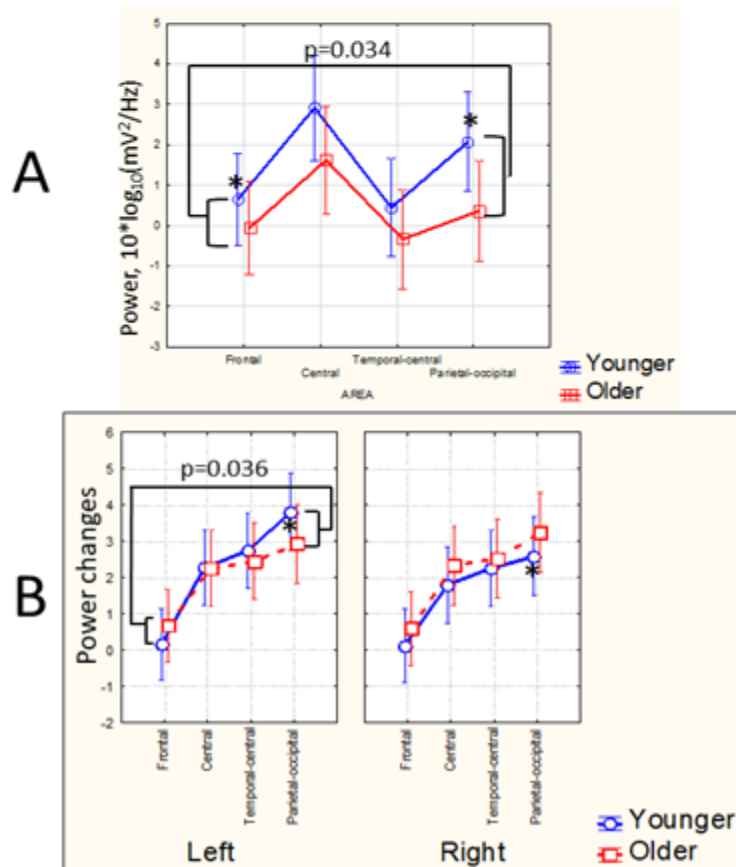 A
5
4
3
2
1
0
-1
-2
-3
Power, 10*log10(mV²/Hz)
p=0.034
*
*
Frontal
Central
Temporal-central
Parietal-occipital
AREA
Younger
Older
B
6
5
4
3
2
1
0
-1
-2
Power changes
p=0.036
*
*
Frontal
Central
Temporal-central
Parietal-occipital
Frontal
Central
Temporal-central
Parietal-occipital
Left
Right
Younger
Older